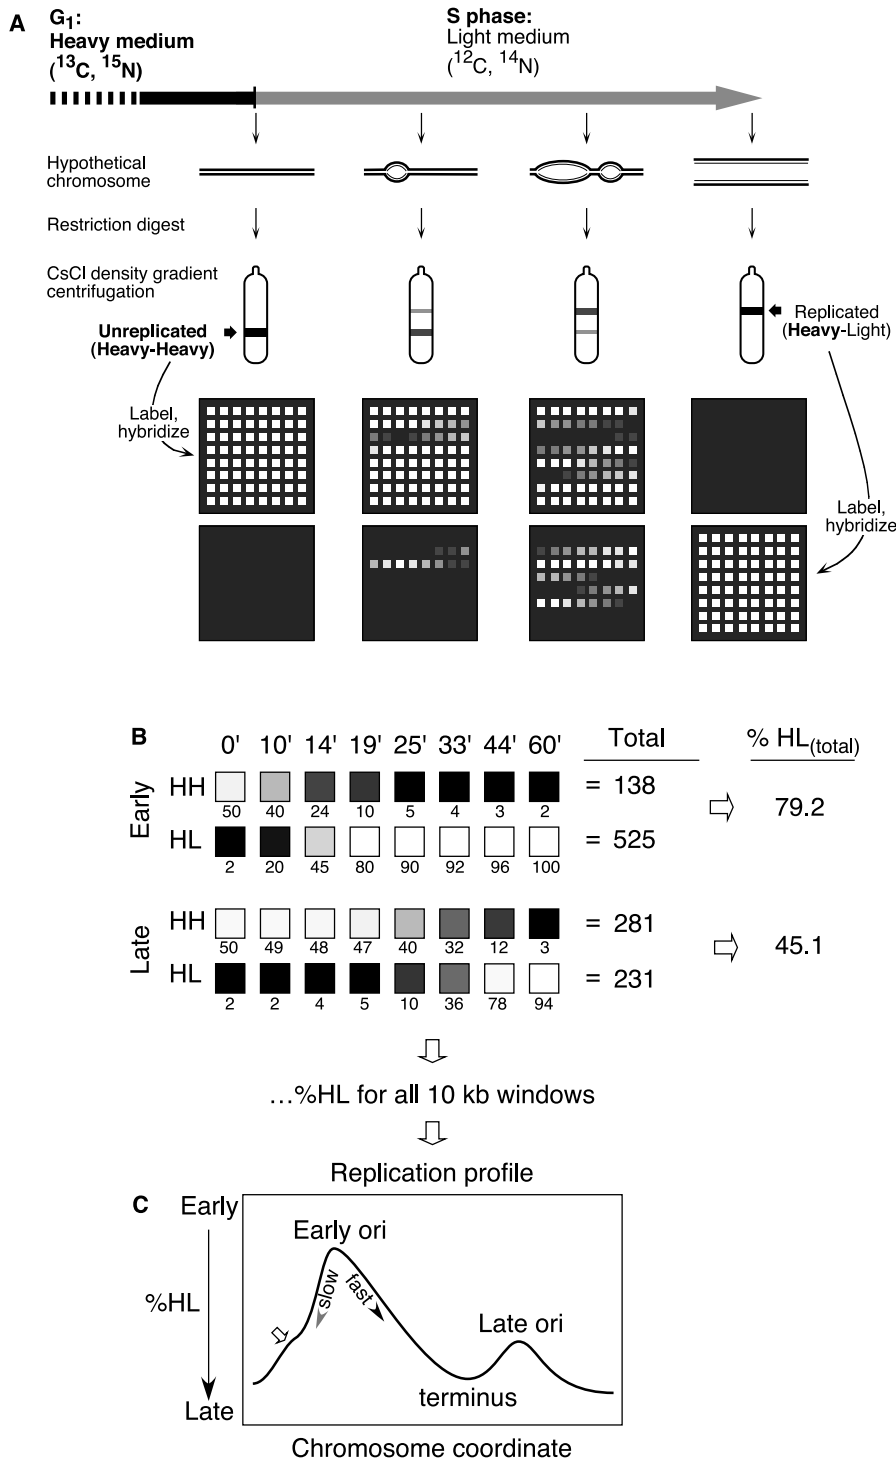 A
G1:
Heavy medium
(13C, 15N)
S phase:
Light medium
(12C, 14N)
Hypothetical
chromosome
Restriction digest
CsCl density gradient
centrifugation
Unreplicated
(Heavy-Heavy)
Replicated
(Heavy-Light)
Label,
hybridize
Label,
hybridize
B
0' 10' 14' 19' 25' 33' 44' 60' Total % HL(total)
Early
HH = 138
50 40 24 10 5 4 3 2
79.2
HL = 525
2 20 45 80 90 92 96 100
Late
HH = 281
50 49 48 47 40 32 12 3
45.1
HL = 231
2 2 4 5 10 36 78 94
...%HL for all 10 kb windows
Replication profile
C
Early
%HL
Late
Early ori
slow
fast
Late ori
terminus
Chromosome coordinate